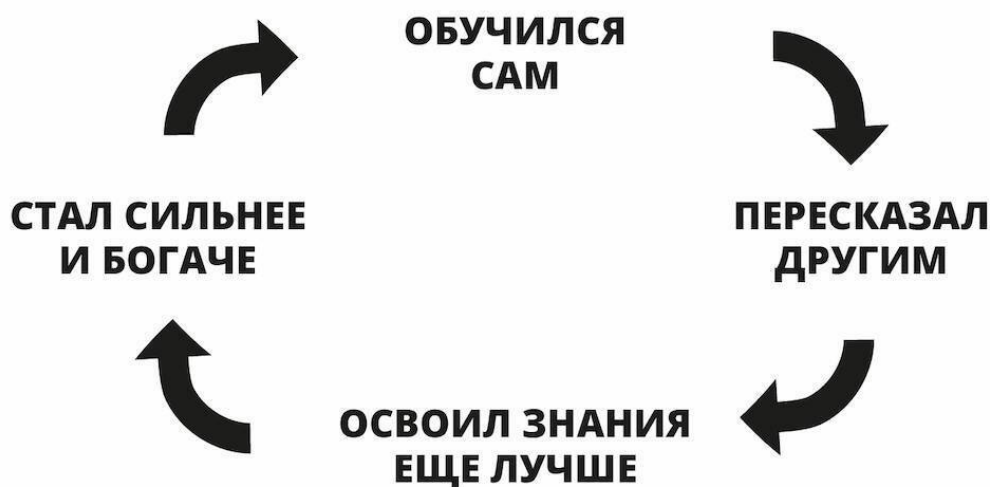 ОБУЧИЛСЯ
САМ
ПЕРЕСКАЗАЛ
ДРУГИМ
ОСВОИЛ ЗНАНИЯ
ЕЩЕ ЛУЧШЕ
СТАЛ СИЛЬНЕЕ
И БОГАЧЕ